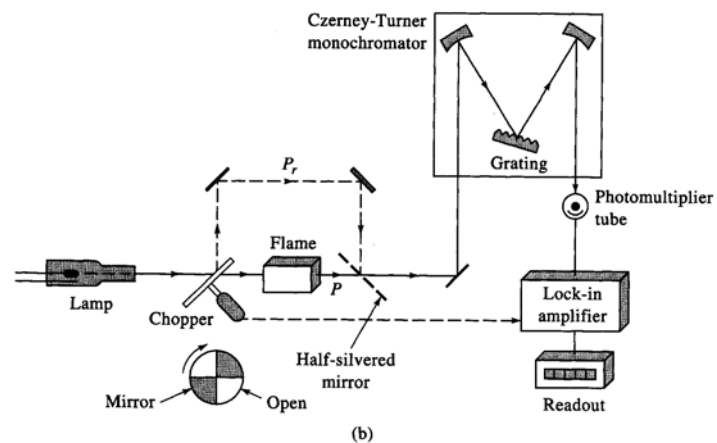 Czerney-Turner
monochromator
Grating
P_r
Photomultiplier
tube
Flame
P
Lamp
Chopper
Lock-in
amplifier
Half-silvered
mirror
Mirror
Open
Readout
(b)